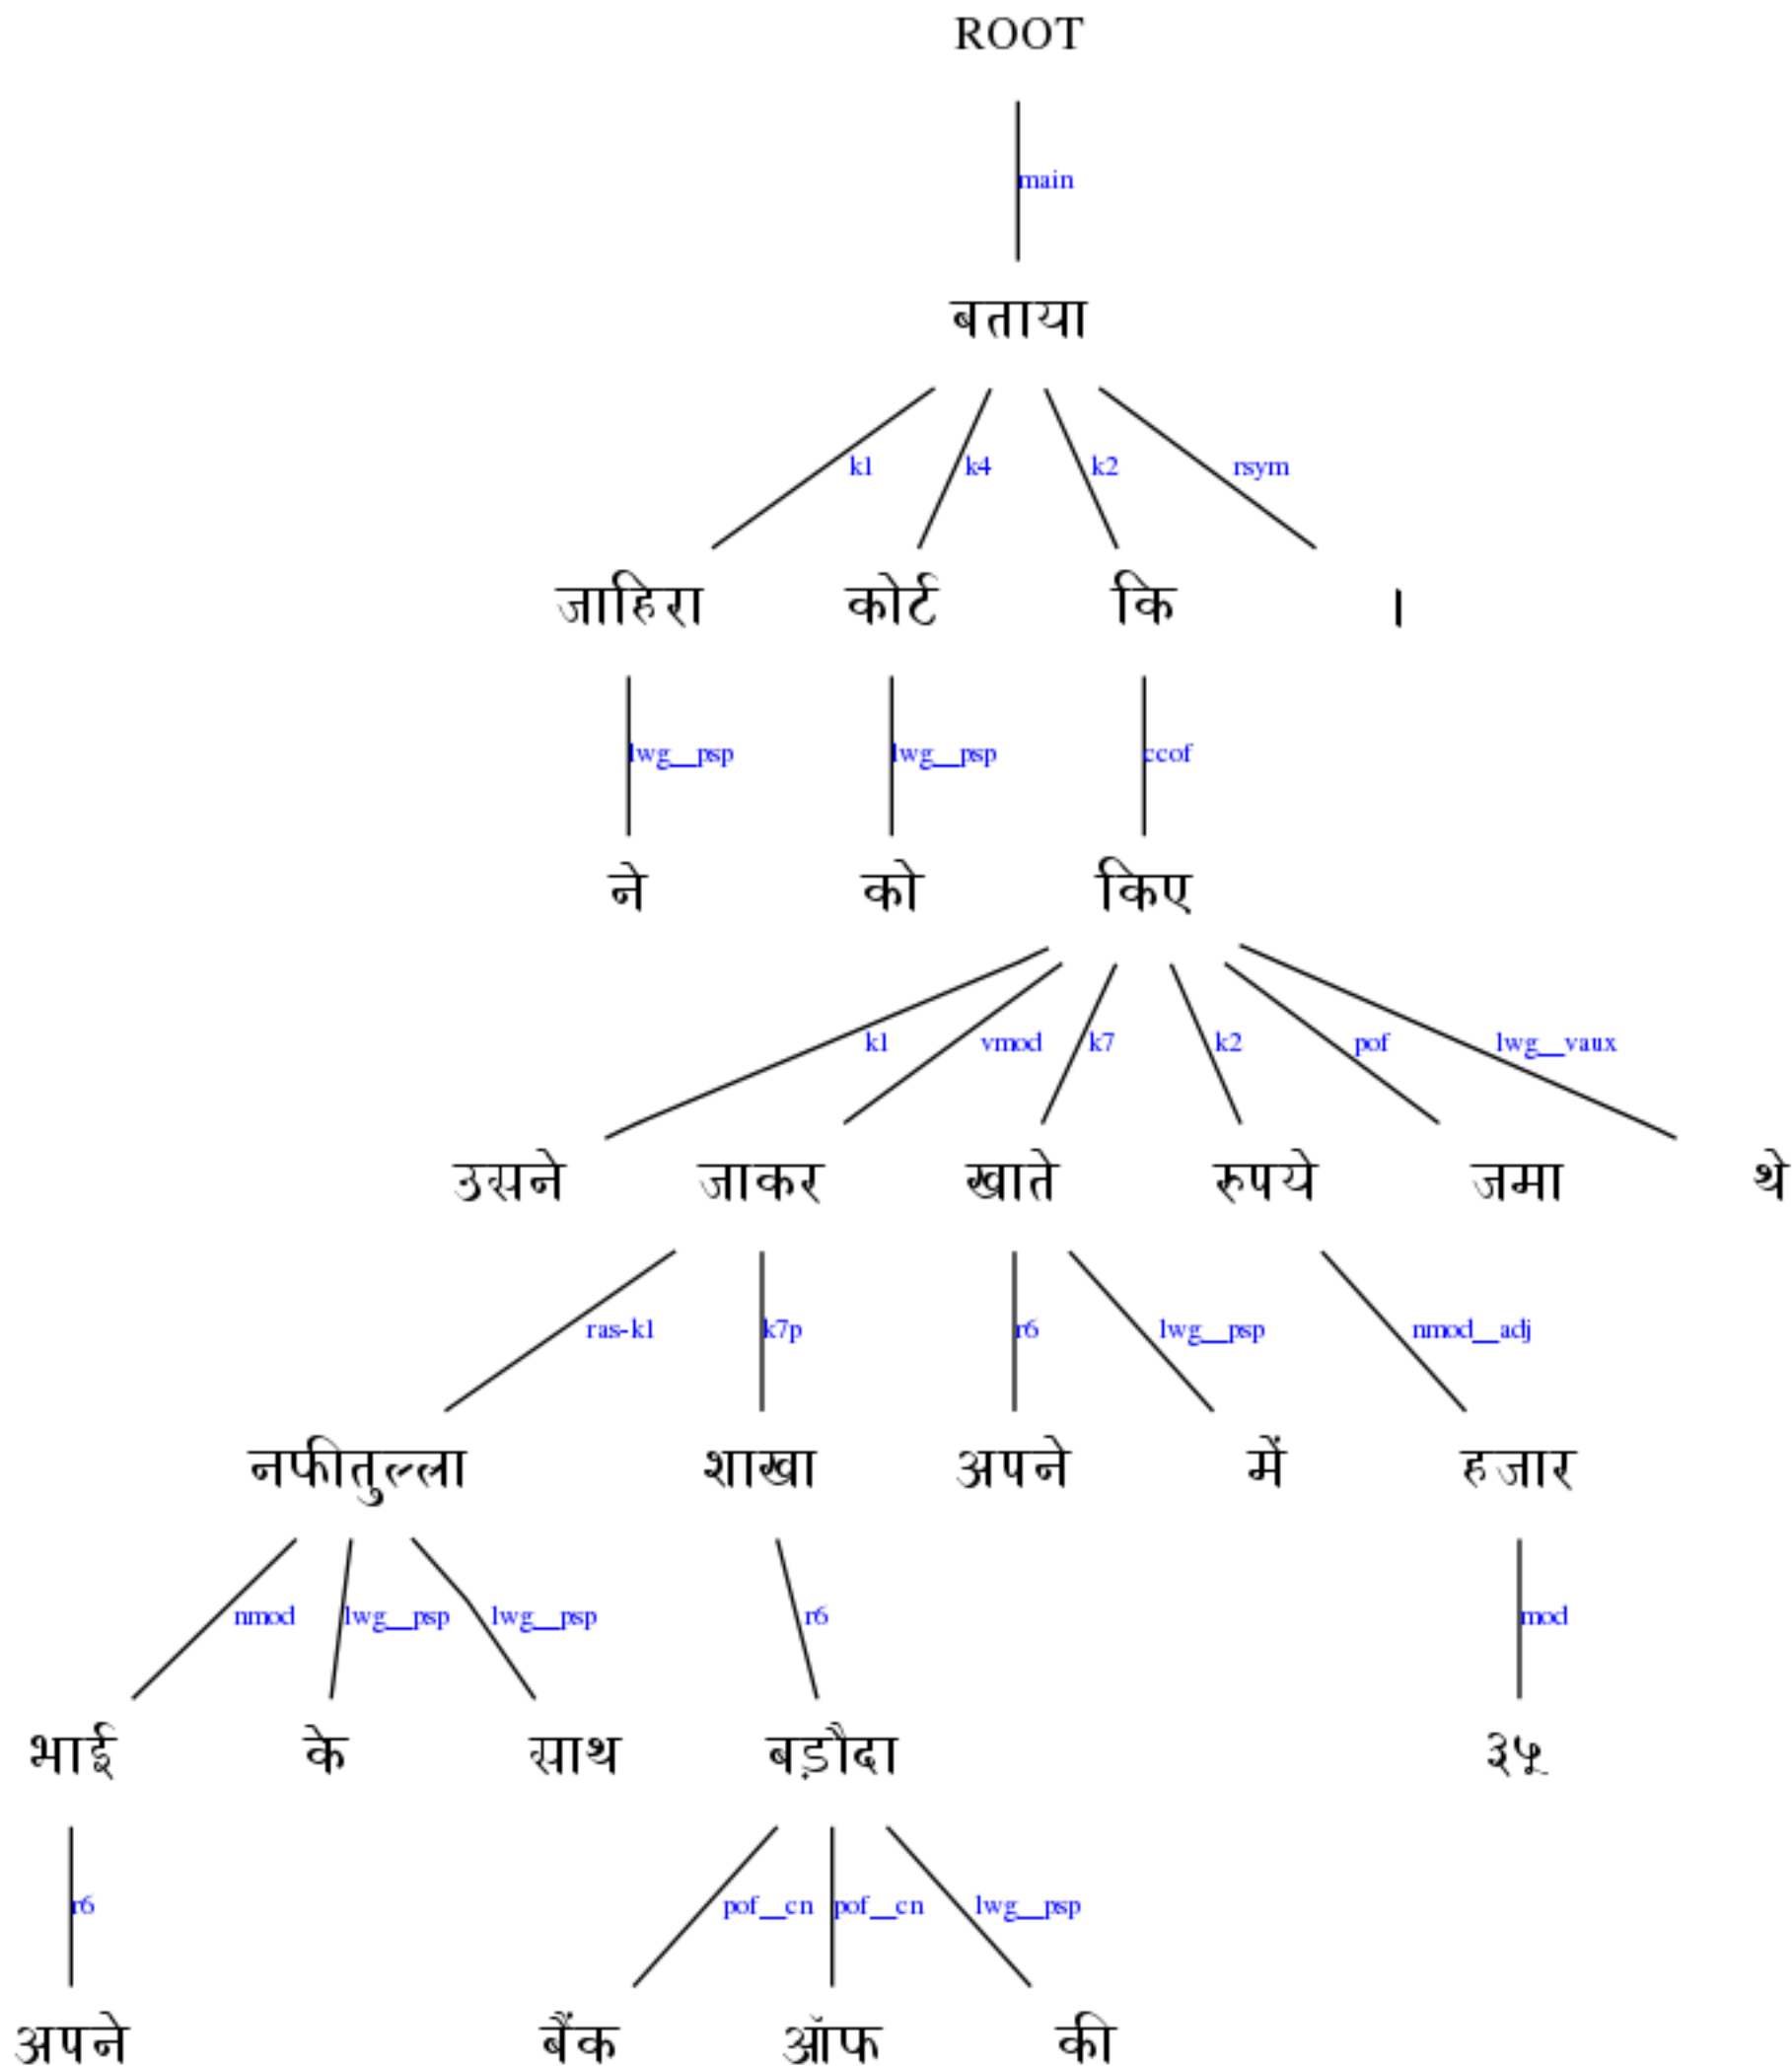 ROOT
main
बताया
k1 k4 k2 rsym
जाहिरा कोर्ट कि ।
lwg__psp lwg__psp ccof
ने को किए
k1 vmod k7 k2 pof lwg__vaux
उसने जाकर खाते रुपये जमा थे
ras-k1 k7p r6 lwg__psp nmod__adj
नफीतुल्ला शाखा अपने में हजार
nmod lwg__psp lwg__psp r6 mod
भाई के साथ बड़ौदा ३५
r6 pof__cn pof__cn lwg__psp
अपने बैंक ऑफ की